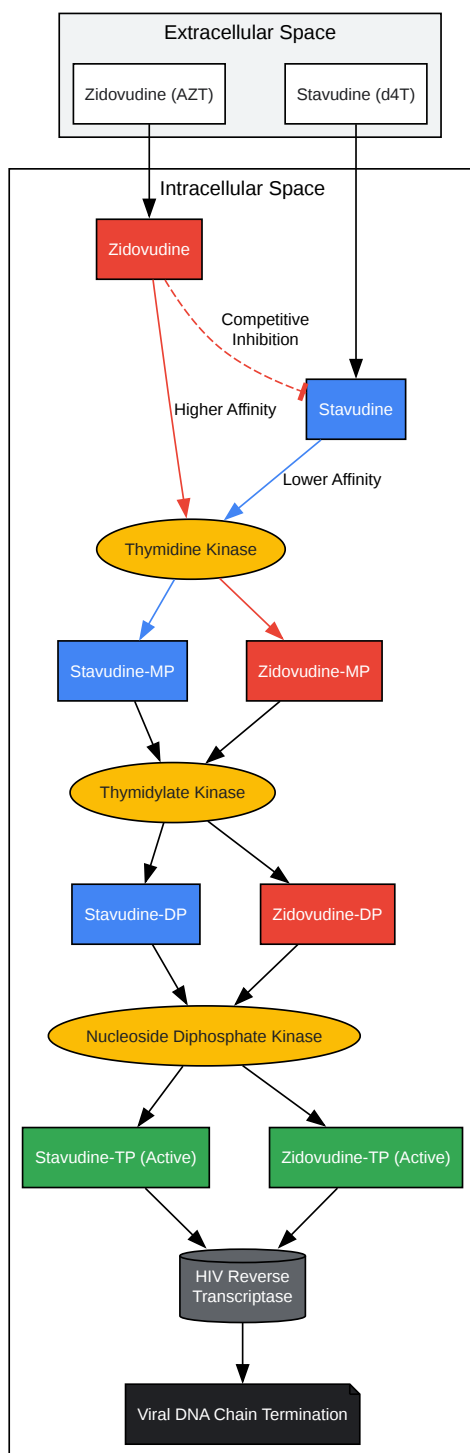 Extracellular Space
Zidovudine (AZT)
Stavudine (d4T)
Intracellular Space
Zidovudine
Competitive
Inhibition
Stavudine
Higher Affinity
Lower Affinity
Thymidine Kinase
Stavudine-MP
Zidovudine-MP
Thymidylate Kinase
Stavudine-DP
Zidovudine-DP
Nucleoside Diphosphate Kinase
Stavudine-TP (Active)
Zidovudine-TP (Active)
HIV Reverse
Transcriptase
Viral DNA Chain Termination